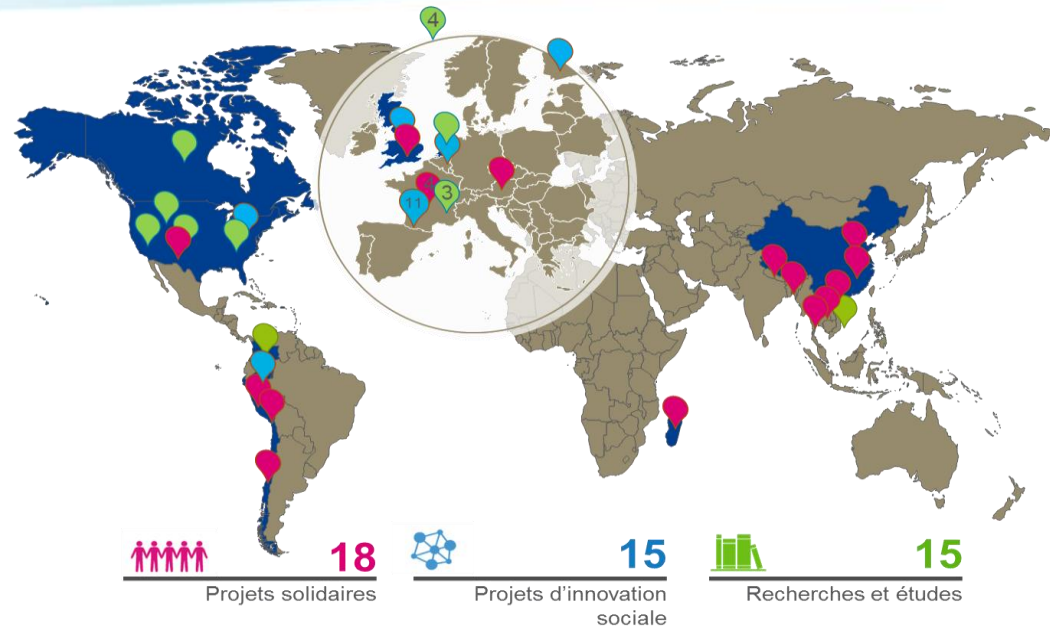 4
3
11
18
Projets solidaires
15
Projets d’innovation
sociale
15
Recherches et études